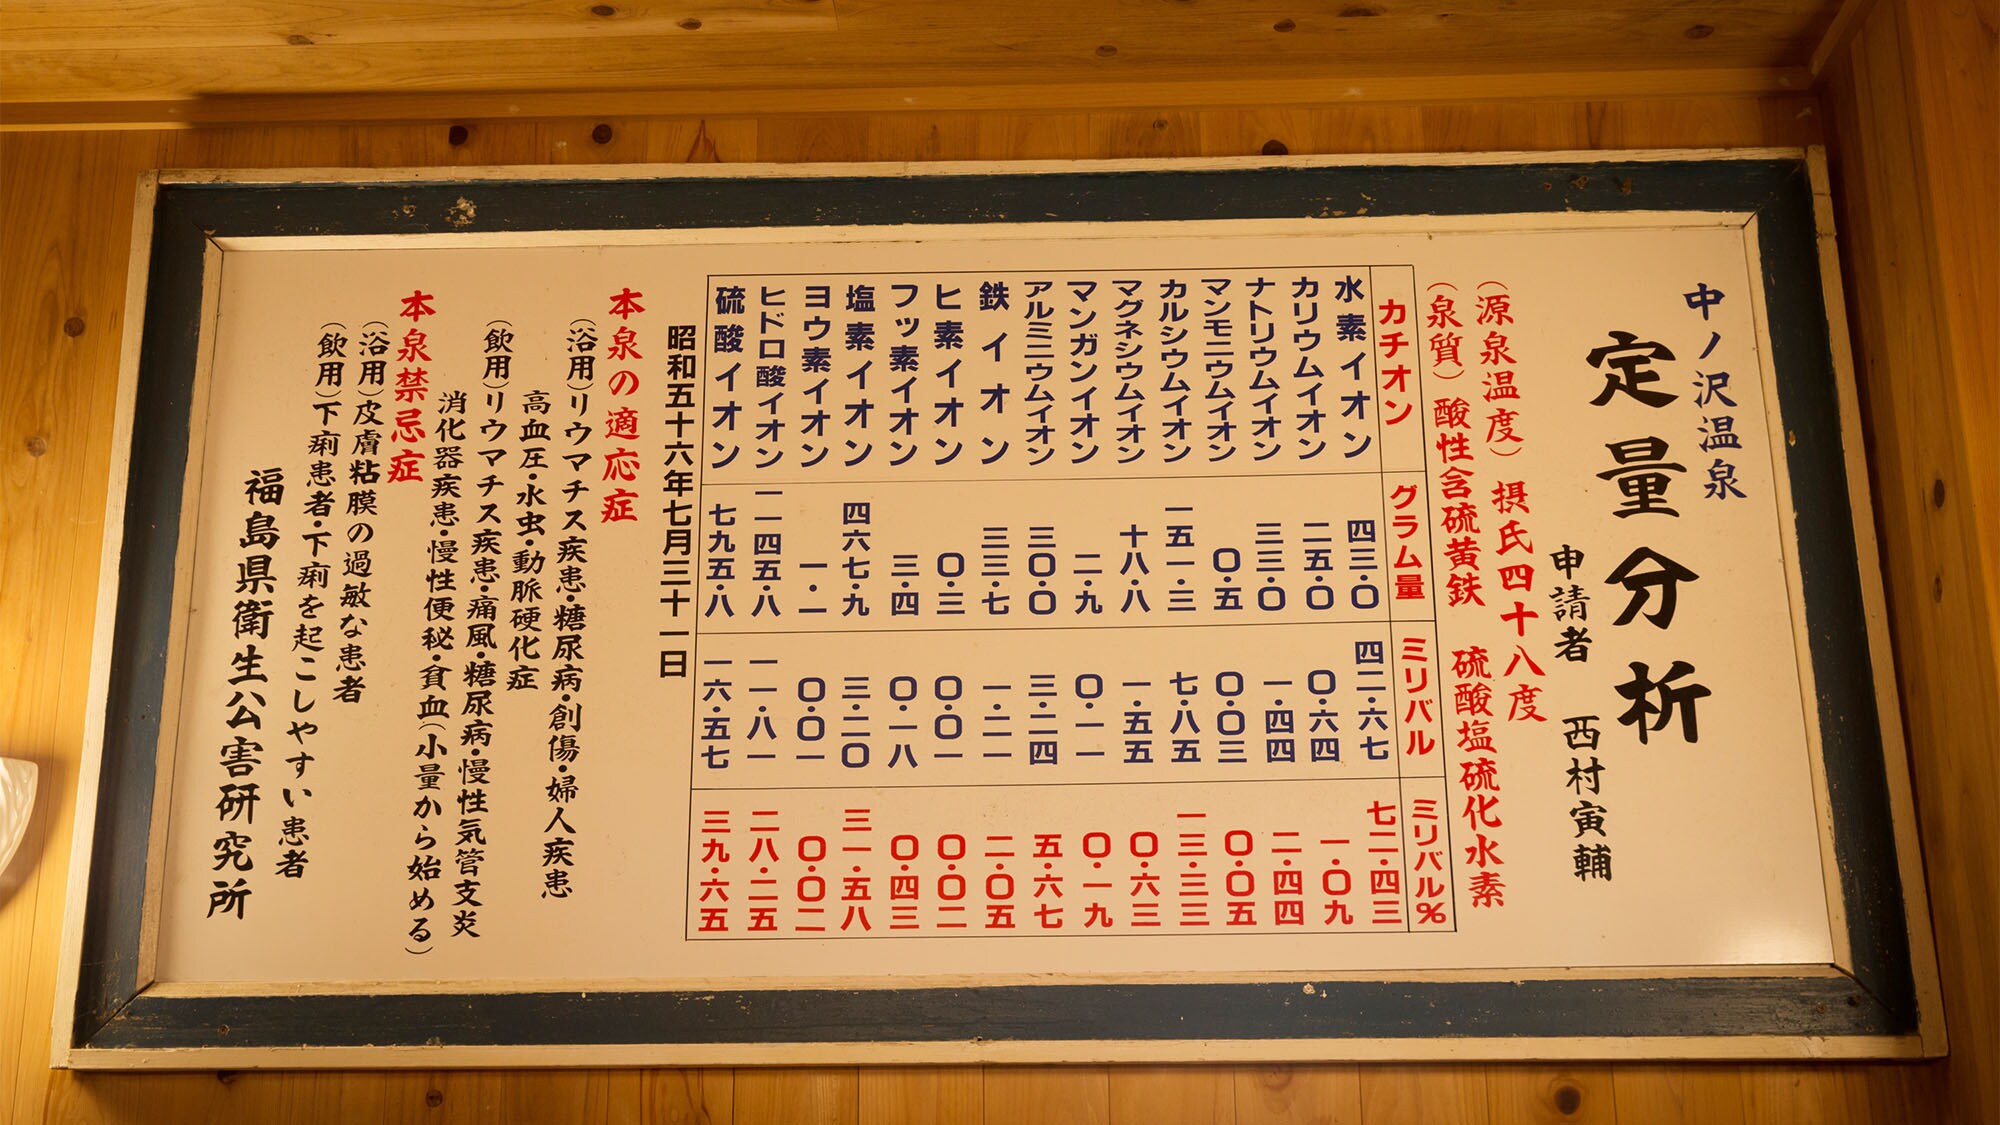 中ノ沢温泉
定量分析
申請者 西村寅輔
(源泉温度) 摂氏四十八度
(泉質) 酸性含硫黄鉄 硫酸塩硫化水素
カチオン グラム量 ミリバル ミリバル%
水素イオン 四三・〇 四二・六七 七二・四三
カリウムイオン 二五・〇 〇・六四 一・〇九
ナトリウムイオン 三三・〇 一・四四 二・四四
マンモニウムイオン 〇・五 〇・〇三 〇・〇五
カルシウムイオン 一五一・三 七・八五 一三・三三
マグネシウムイオン 十八・八 一・五五 〇・六三
マンガンイオン 二・九 〇・一一 〇・一九
アルミニウムイオン 三〇・〇 三・二四 五・六七
鉄イオン 三三・七 一・二一 二・〇五
ヒ素イオン 〇・三 〇・〇一 〇・〇二
フッ素イオン 三・四 〇・一八 〇・四三
塩素イオン 四六七・九 三・二〇 三一・五八
ヨウ素イオン 一・一 〇・〇一 〇・〇二
ヒドロ酸イオン 一一四五・八 一一・八一 二八・二五
硫酸イオン 七九五・八 一六・五七 三九・六五
昭和五十六年七月三十一日
本泉の適応症
(浴用)リウマチス疾患・糖尿病・創傷・婦人疾患
高血圧・水虫・動脈硬化症
(飲用)リウマチス疾患・痛風・糖尿病・慢性気管支炎
消化器疾患・慢性便秘・貧血(小量から始める)
本泉禁忌症
(浴用)皮膚粘膜の過敏な患者
(飲用)下痢患者・下痢を起こしやすい患者
福島県衛生公害研究所